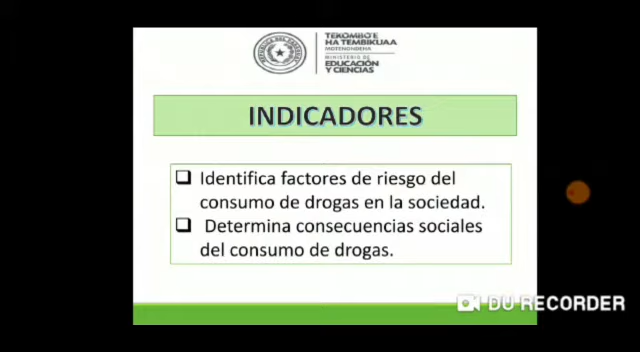 TEKOMBO'E
HA TEMBIKUAA
MOTENONDEHA
MINISTERIO DE
EDUCACIÓN
Y CIENCIAS
INDICADORES
Identifica factores de riesgo del
consumo de drogas en la sociedad.
Determina consecuencias sociales
del consumo de drogas.
DU RECORDER